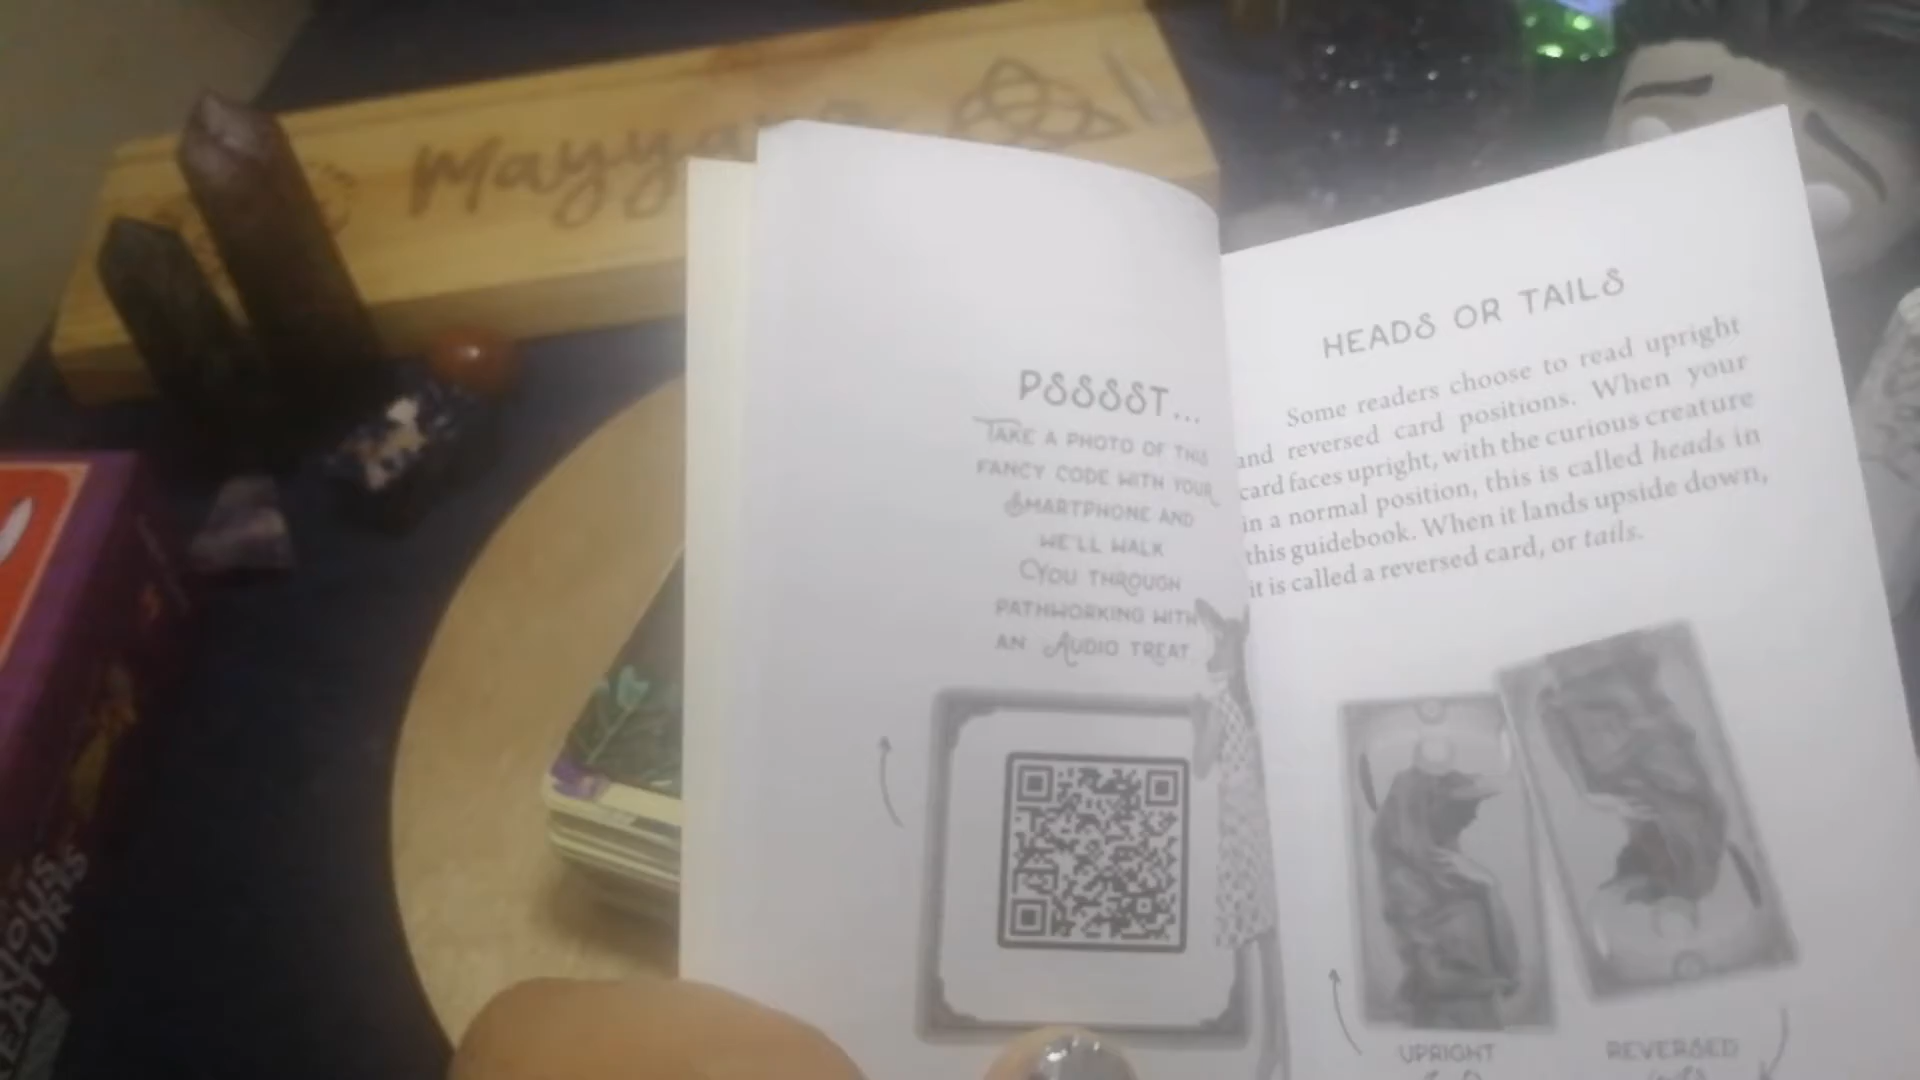 PSSSST...
TAKE A PHOTO OF THIS
FANCY CODE WITH YOUR
SMARTPHONE AND
WE'LL WALK
YOU THROUGH
PATHWORKING WITH
AN AUDIO TREAT.
HEADS OR TAILS
Some readers choose to read upright
and reversed card positions. When your
card faces upright, with the curious creature
in a normal position, this is called heads in
this guidebook. When it lands upside down,
it is called a reversed card, or tails.
UPRIGHT
REVERSED